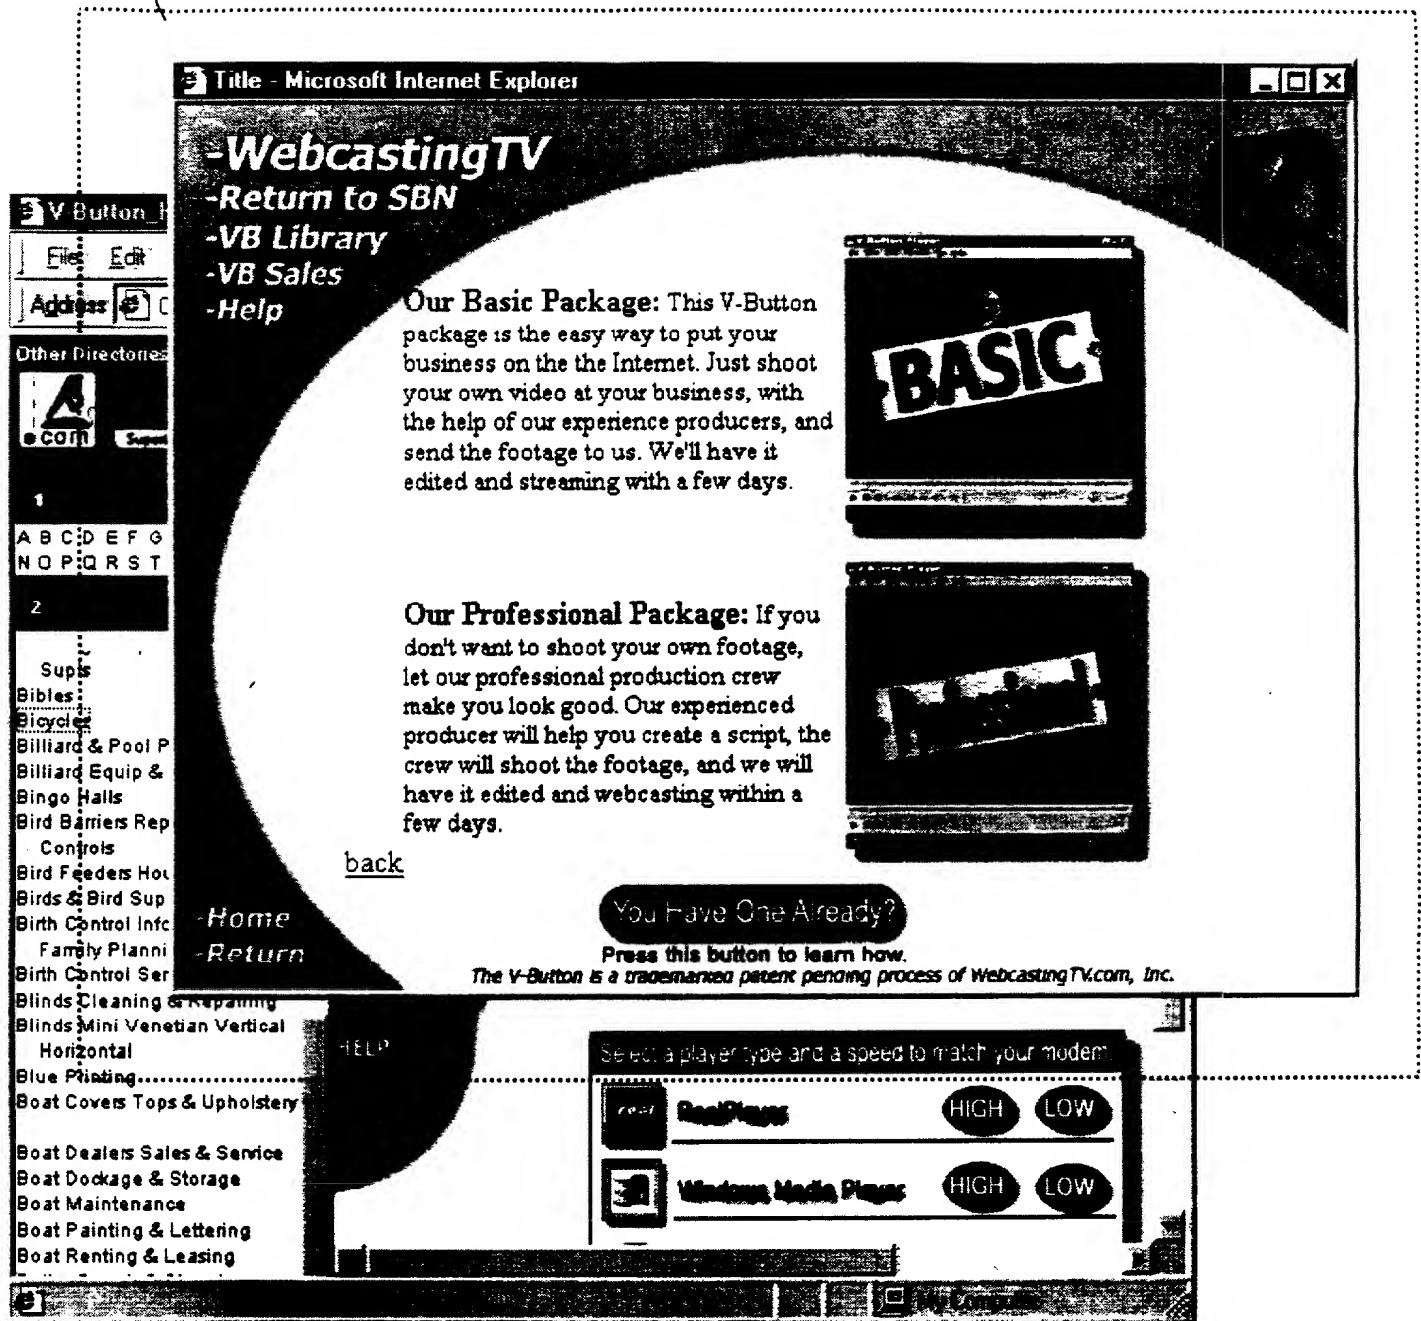 Title - Microsoft Internet Explorer
-WebcastingTV
-Return to SBN
-VB Library
-VB Sales
-Help
Our Basic Package: This V-Button
package is the easy way to put your
business on the the Internet. Just shoot
your own video at your business, with
the help of our experience producers, and
send the footage to us. We'll have it
edited and streaming with a few days.
BASIC
Our Professional Package: If you
don't want to shoot your own footage,
let our professional production crew
make you look good. Our experienced
producer will help you create a script, the
crew will shoot the footage, and we will
have it edited and webcasting within a
few days.
back
You Have One Already?
Press this button to learn how.
The V-Button is a trademarked patent pending process of WebcastingTV.com, Inc.
-Home
-Return
V Button_
File Edit
Address
Other Directories
.com
1
A B C D E F G
N O P Q R S T
2
Supls
Bibles
Bicycles
Billiard & Pool P
Billiard Equip &
Bingo Halls
Bird Barriers Rep
Controls
Bird Feeders Hou
Birds & Bird Sup
Birth Control Info
Family Planni
Birth Control Ser
Blinds Cleaning & Repairing
Blinds Mini Venetian Vertical
Horizontal
Blue Printing
Boat Covers Tops & Upholstery
Boat Dealers Sales & Service
Boat Dockage & Storage
Boat Maintenance
Boat Painting & Lettering
Boat Renting & Leasing
HELP
Select a player type and a speed to match your modem.
real RealPlayer HIGH LOW
Windows Media Player HIGH LOW
My Computer